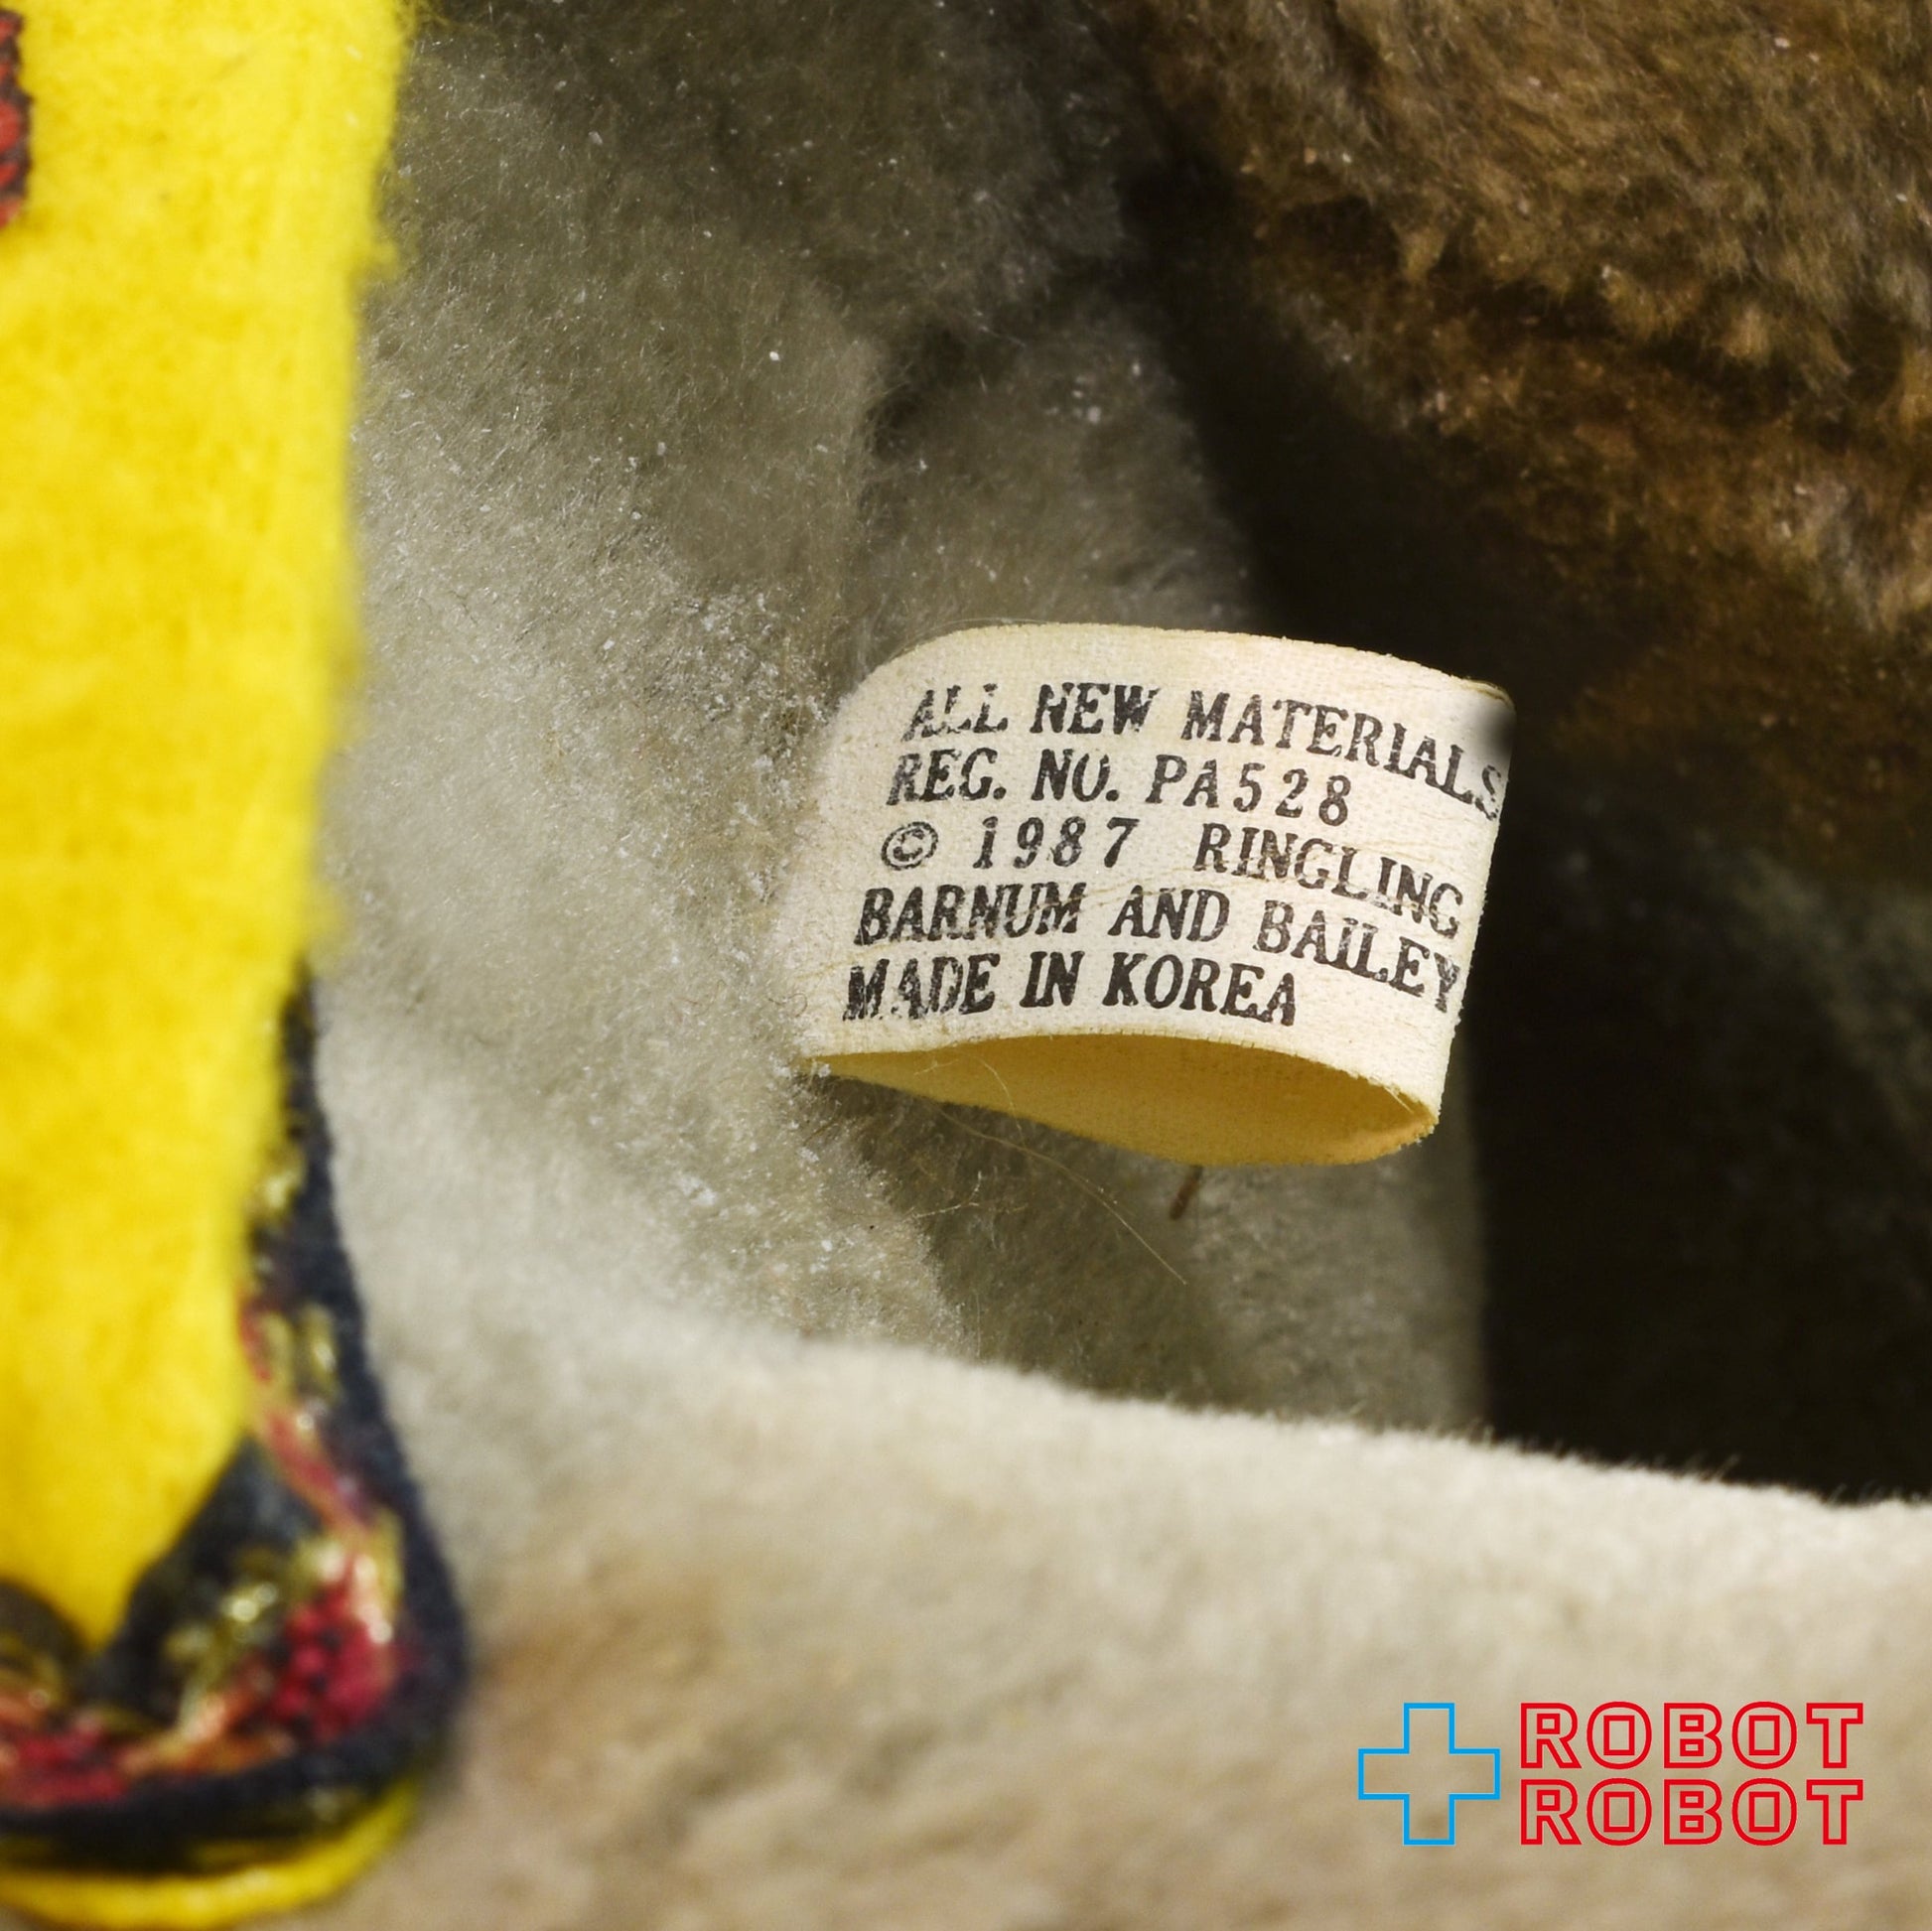 ALL NEW MATERIALS
REG. NO. PA528
© 1987 RINGLING
BARNUM AND BAILEY
MADE IN KOREA
ROBOT
ROBOT